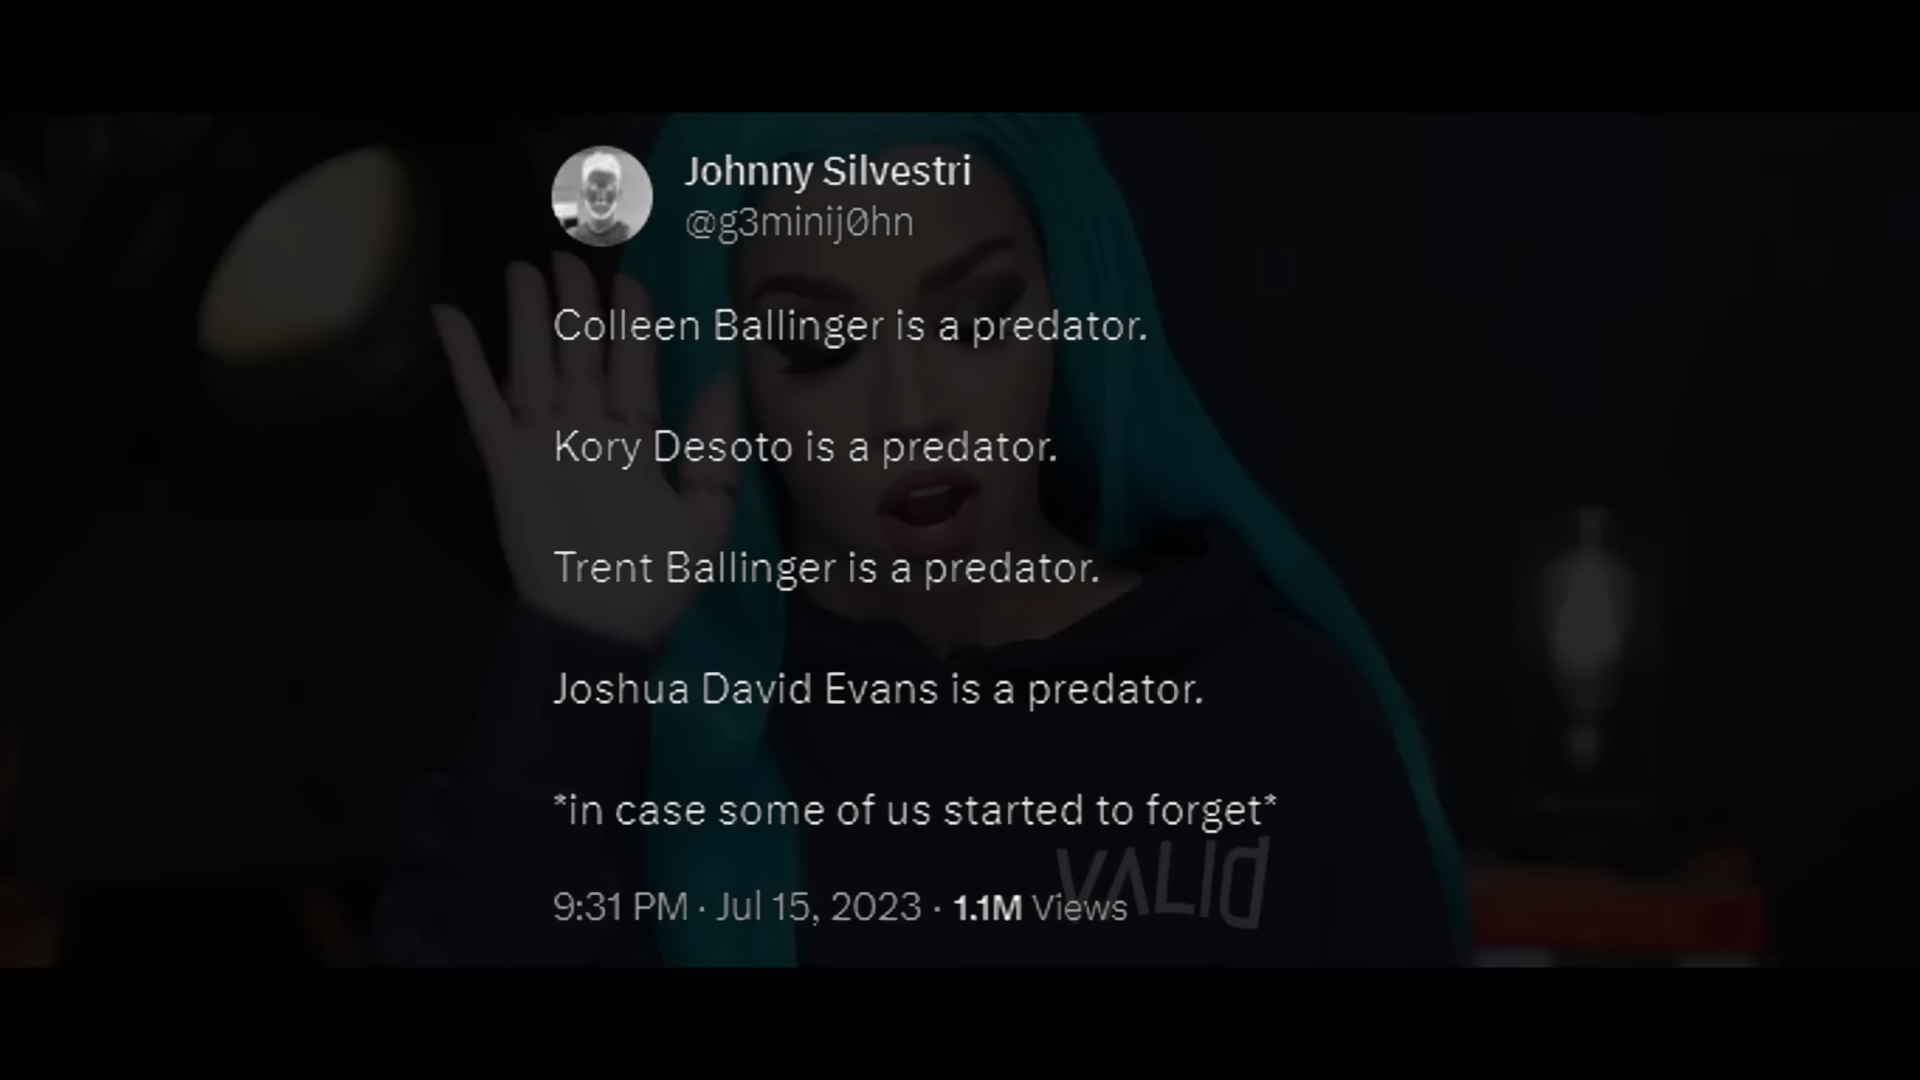 Johnny Silvestri
@g3minij0hn
Colleen Ballinger is a predator.
Kory Desoto is a predator.
Trent Ballinger is a predator.
Joshua David Evans is a predator.
*in case some of us started to forget*
VALID
9:31 PM · Jul 15, 2023 · 1.1M Views